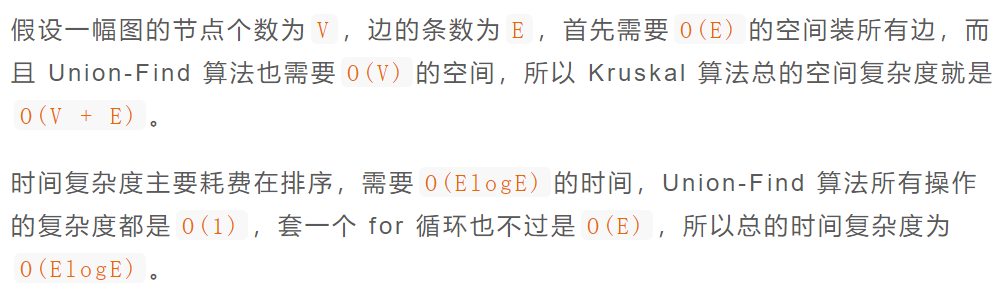 假设一幅图的节点个数为 V，边的条数为 E，首先需要 O(E) 的空间装所有边，而
且 Union-Find 算法也需要 O(V) 的空间，所以 Kruskal 算法总的空间复杂度就是
O(V + E)。
时间复杂度主要耗费在排序，需要 O(ElogE) 的时间，Union-Find 算法所有操作
的复杂度都是 O(1)，套一个 for 循环也不过是 O(E)，所以总的时间复杂度为
O(ElogE)。